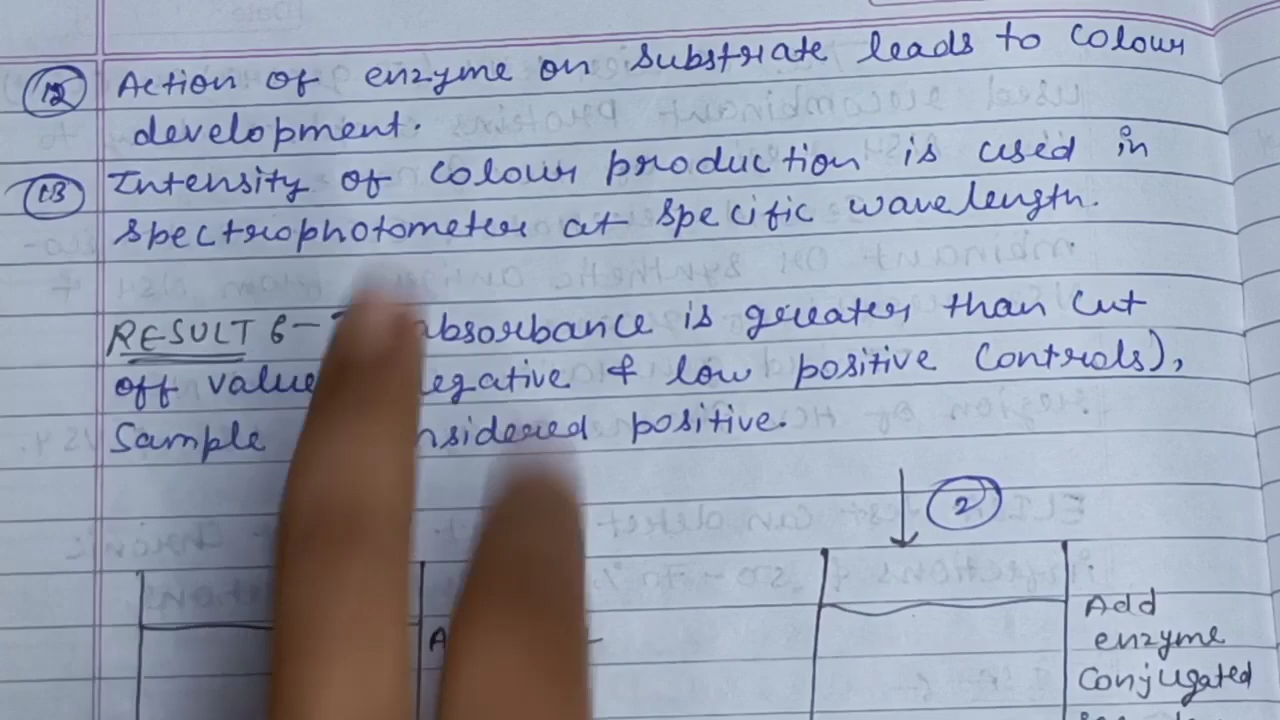 12 Action of enzyme on substrate leads to colour
development.
13 Intensity of colour production is used in
spectrophotometer at specific wavelength.
RESULT :- absorbance is greater than cut
off value egative & low positive controls),
Sample nsidered positive.
2
Add
enzyme
Conjugated